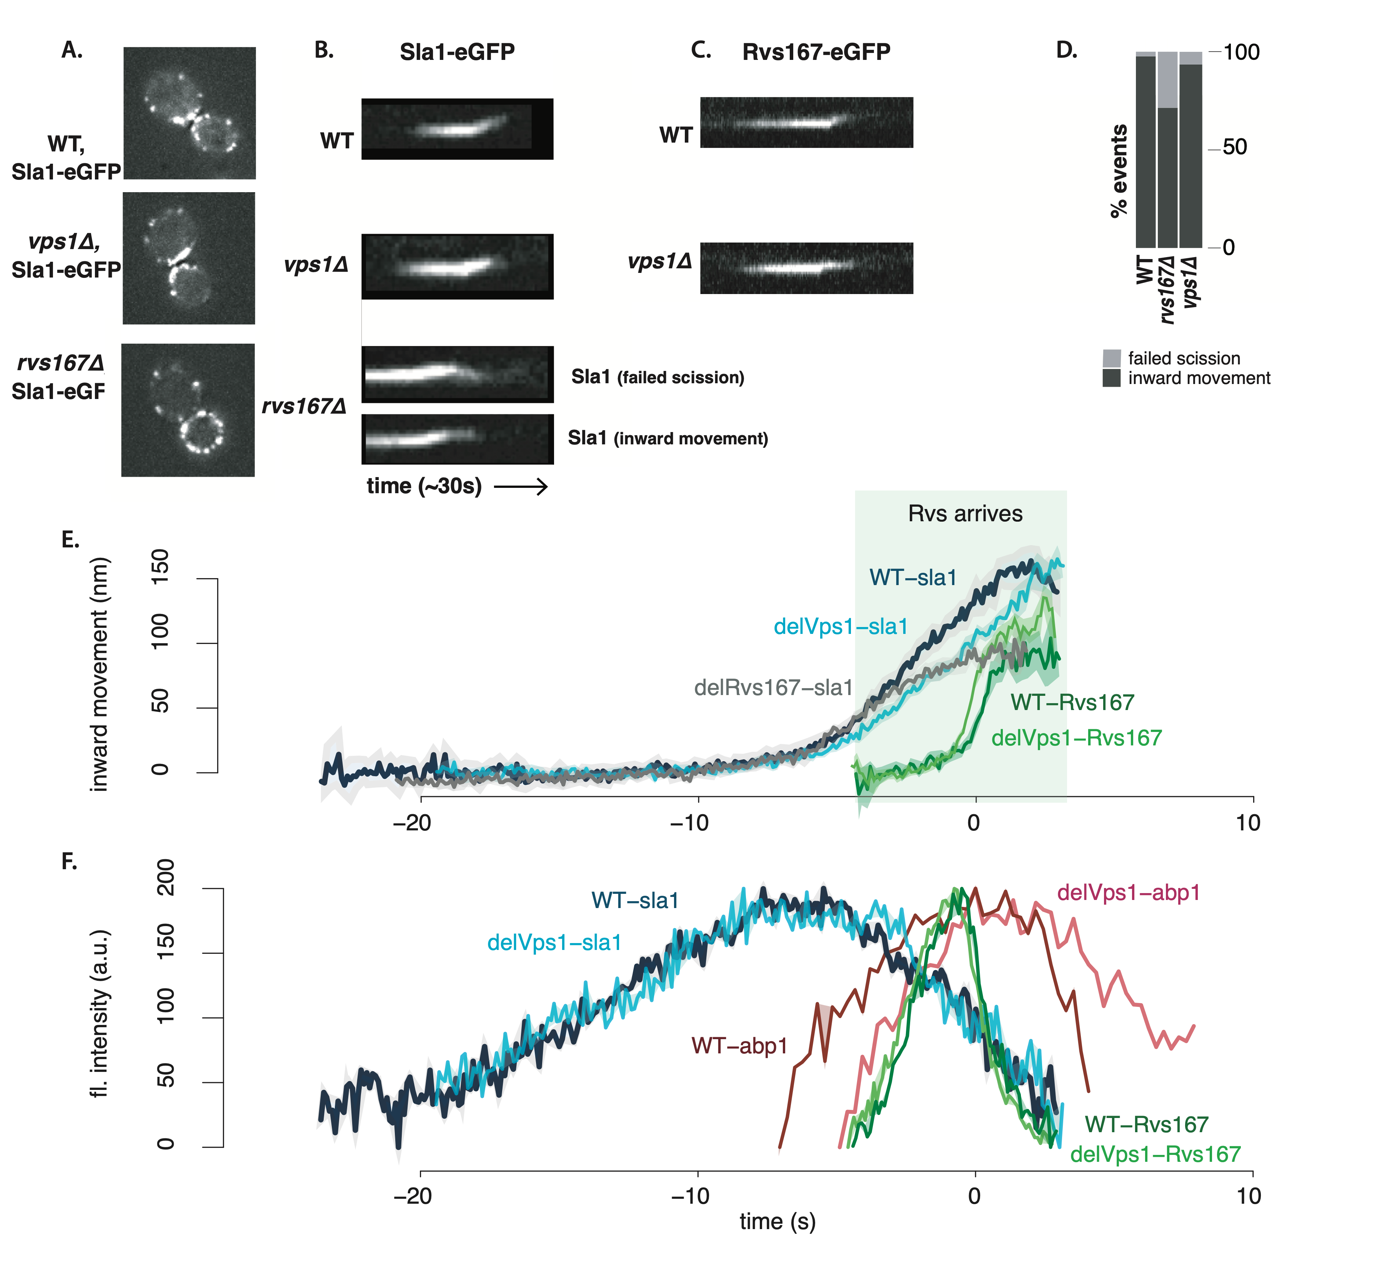 A.
WT,
Sla1-eGFP
vps1Δ,
Sla1-eGFP
rvs167Δ
Sla1-eGF
B.
Sla1-eGFP
WT
vps1Δ
rvs167Δ
Sla1 (failed scission)
Sla1 (inward movement)
time (~30s)
C.
Rvs167-eGFP
WT
vps1Δ
D.
% events
100
50
0
WT
rvs167Δ
vps1Δ
failed scission
inward movement
E.
inward movement (nm)
150
100
50
0
Rvs arrives
WT−sla1
delVps1−sla1
delRvs167−sla1
WT−Rvs167
delVps1−Rvs167
−20
−10
0
10
F.
fl. intensity (a.u.)
200
150
100
50
0
WT−sla1
delVps1−sla1
delVps1−abp1
WT−abp1
WT−Rvs167
delVps1−Rvs167
−20
−10
0
10
time (s)